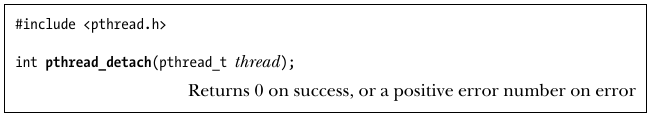 #include <pthread.h>
int pthread_detach(pthread_t thread);
Returns 0 on success, or a positive error number on error